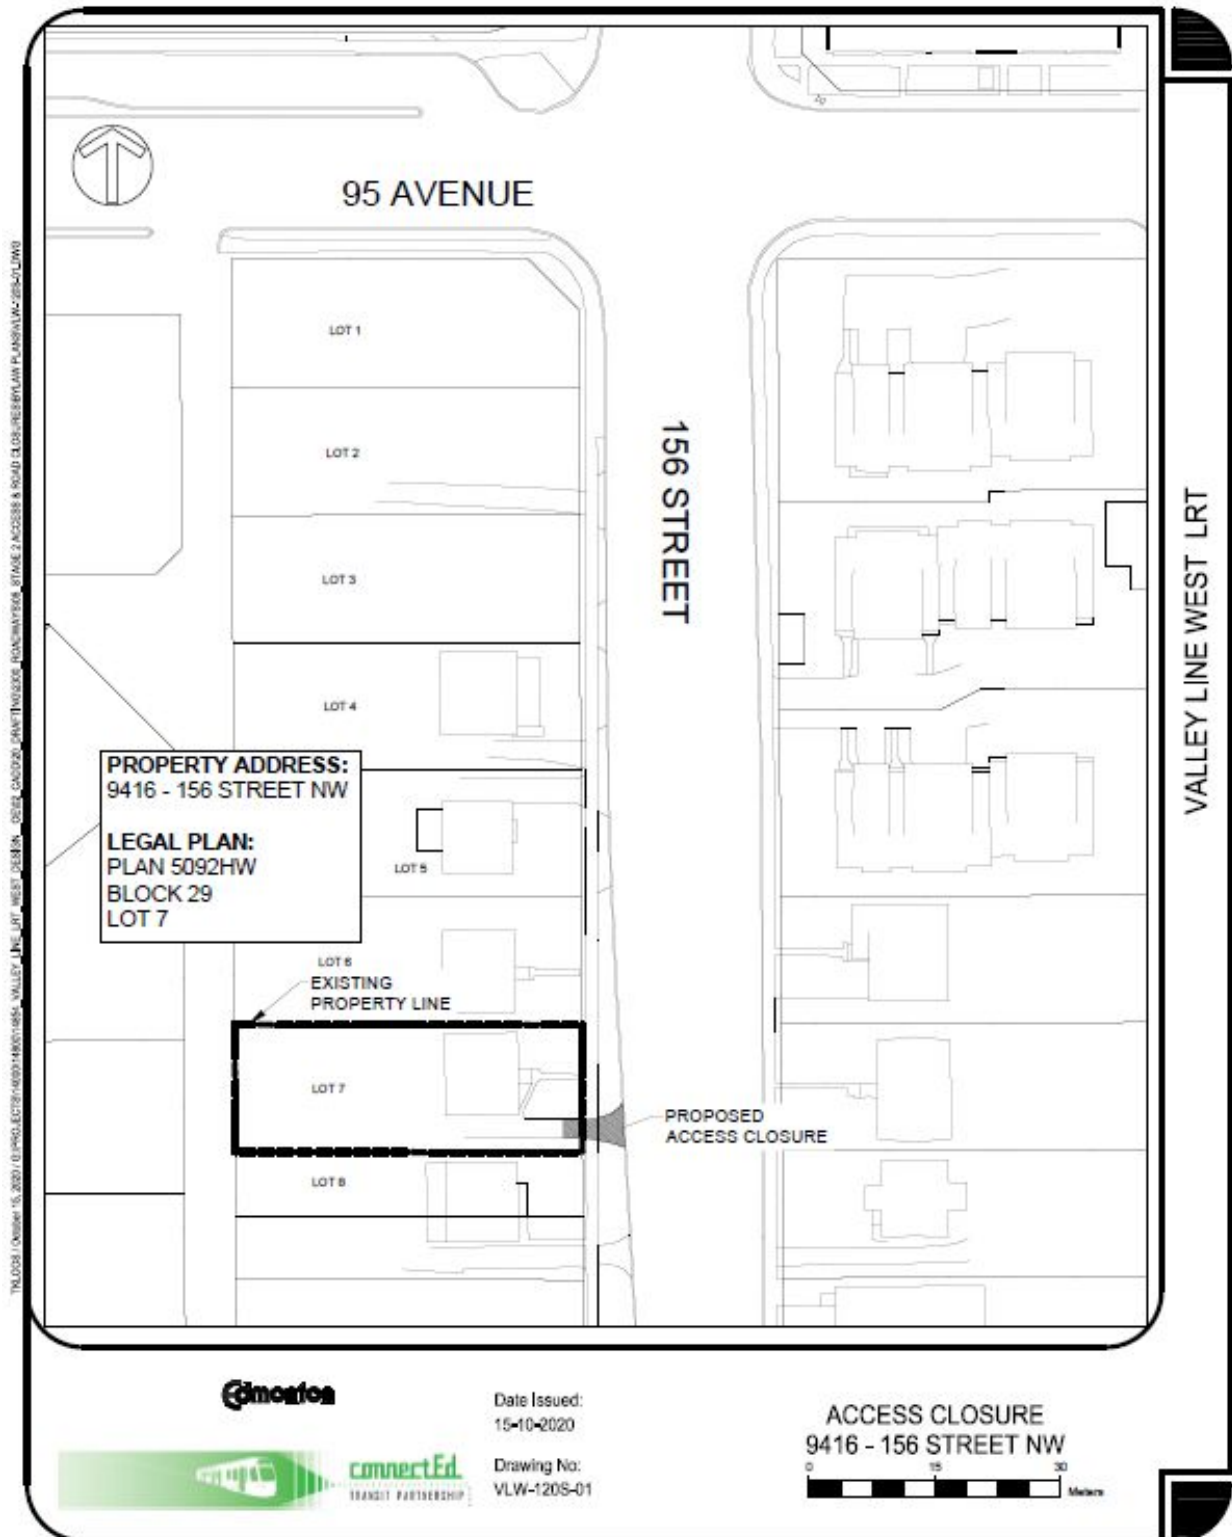 95 AVENUE
156 STREET
LOT 1
LOT 2
LOT 3
LOT 4
PROPERTY ADDRESS:
9416 - 156 STREET NW
LEGAL PLAN:
PLAN 5092HW
BLOCK 29
LOT 7
LOT 5
LOT 6
EXISTING
PROPERTY LINE
LOT 7
PROPOSED
ACCESS CLOSURE
LOT 8
VALLEY LINE WEST LRT
Edmonton
connectEd
TRANSIT PARTNERSHIP
Date Issued:
15-10-2020
Drawing No:
VLW-120S-01
ACCESS CLOSURE
9416 - 156 STREET NW
0 15 30
Meters